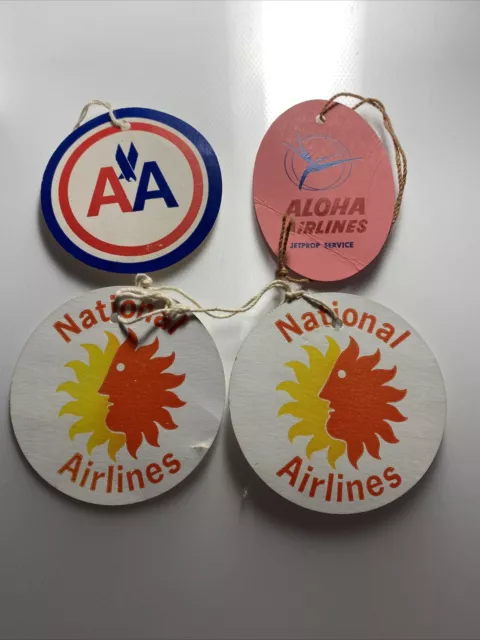 AA
ALOHA
AIRLINES
JETPROP SERVICE
National
Airlines
National
Airlines